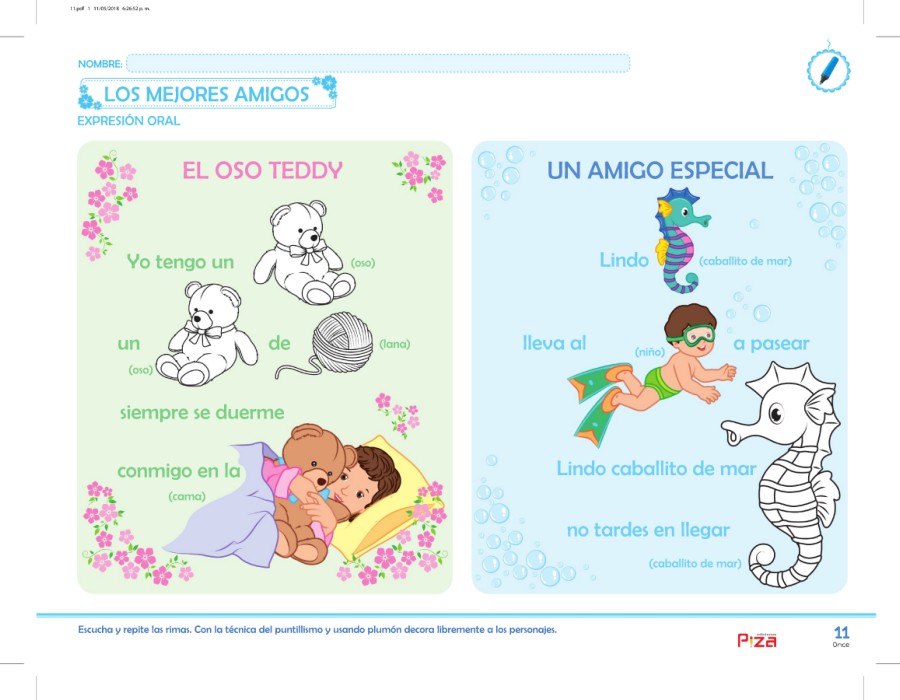 11.pdf 1 11/05/2018 6:26:52 p. m.
NOMBRE:
LOS MEJORES AMIGOS
EXPRESIÓN ORAL
EL OSO TEDDY
Yo tengo un (oso)
un (oso) de (lana)
siempre se duerme
conmigo en la
(cama)
UN AMIGO ESPECIAL
Lindo (caballito de mar)
lleva al (niño) a pasear
Lindo caballito de mar
no tardes en llegar
(caballito de mar)
Escucha y repite las rimas. Con la técnica del puntillismo y usando plumón decora libremente a los personajes.
Piza
11
Once